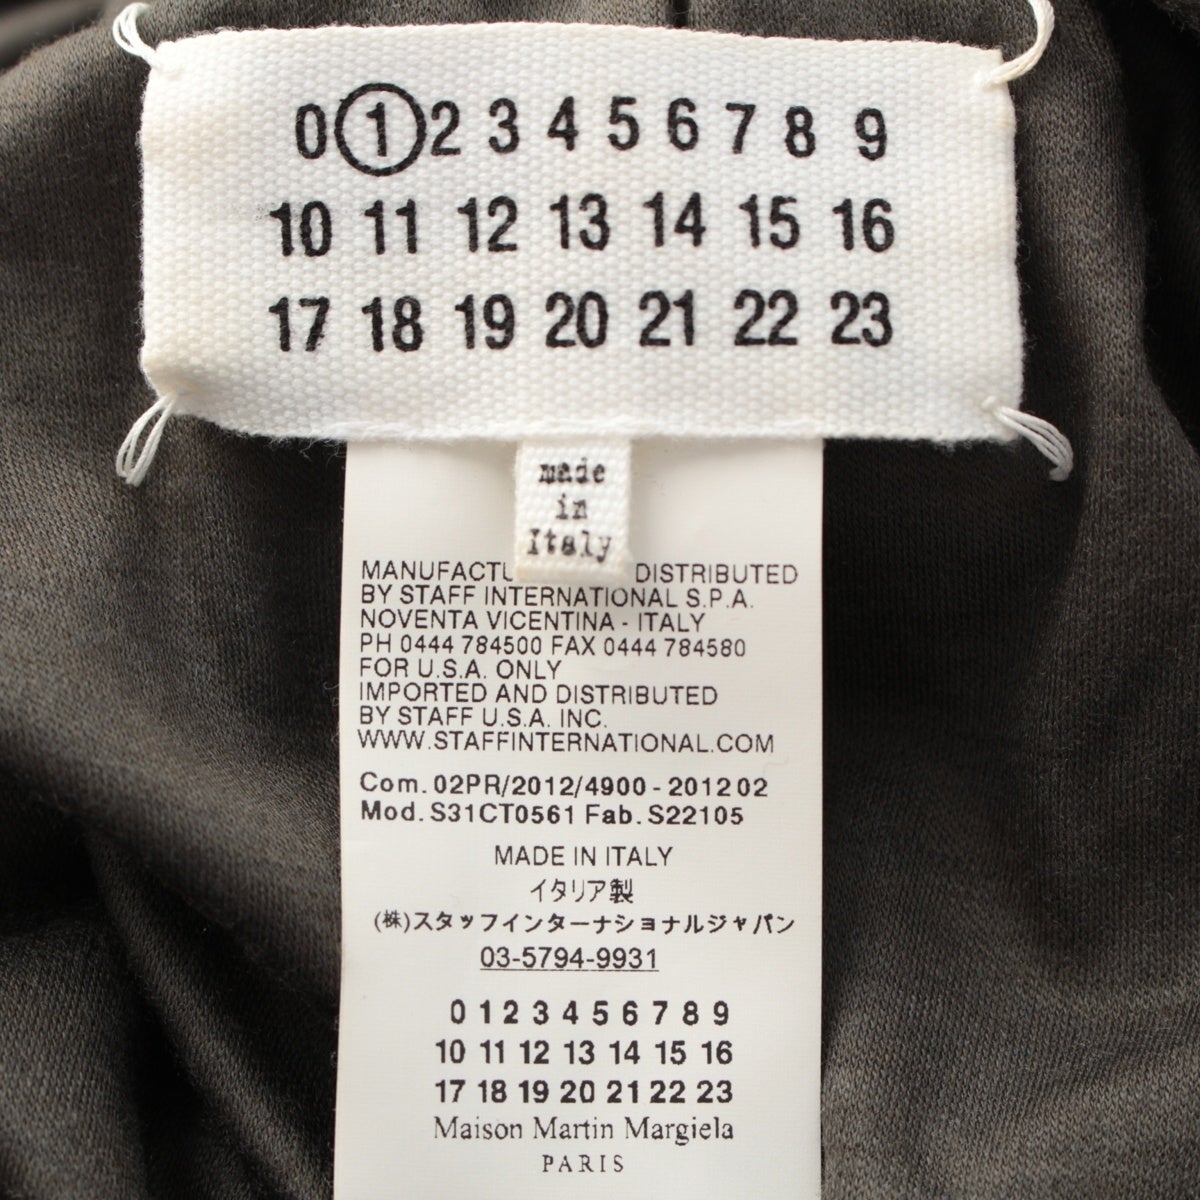 0 1 2 3 4 5 6 7 8 9
10 11 12 13 14 15 16
17 18 19 20 21 22 23
made
in
Italy
DISTRIBUTED
BY STAFF INTERNATIONAL S.P.A.
NOVENTA VICENTINA - ITALY
PH 0444 784500 FAX 0444 784580
FOR U.S.A. ONLY
IMPORTED AND DISTRIBUTED
BY STAFF U.S.A. INC.
WWW.STAFFINTERNATIONAL.COM
Com. 02PR/2012/4900 - 2012 02
Mod. S31CT0561 Fab. S22105
MADE IN ITALY
イタリア製
(株)スタッフインターナショナルジャパン
03-5794-9931
0 1 2 3 4 5 6 7 8 9
10 11 12 13 14 15 16
17 18 19 20 21 22 23
Maison Martin Margiela
PARIS